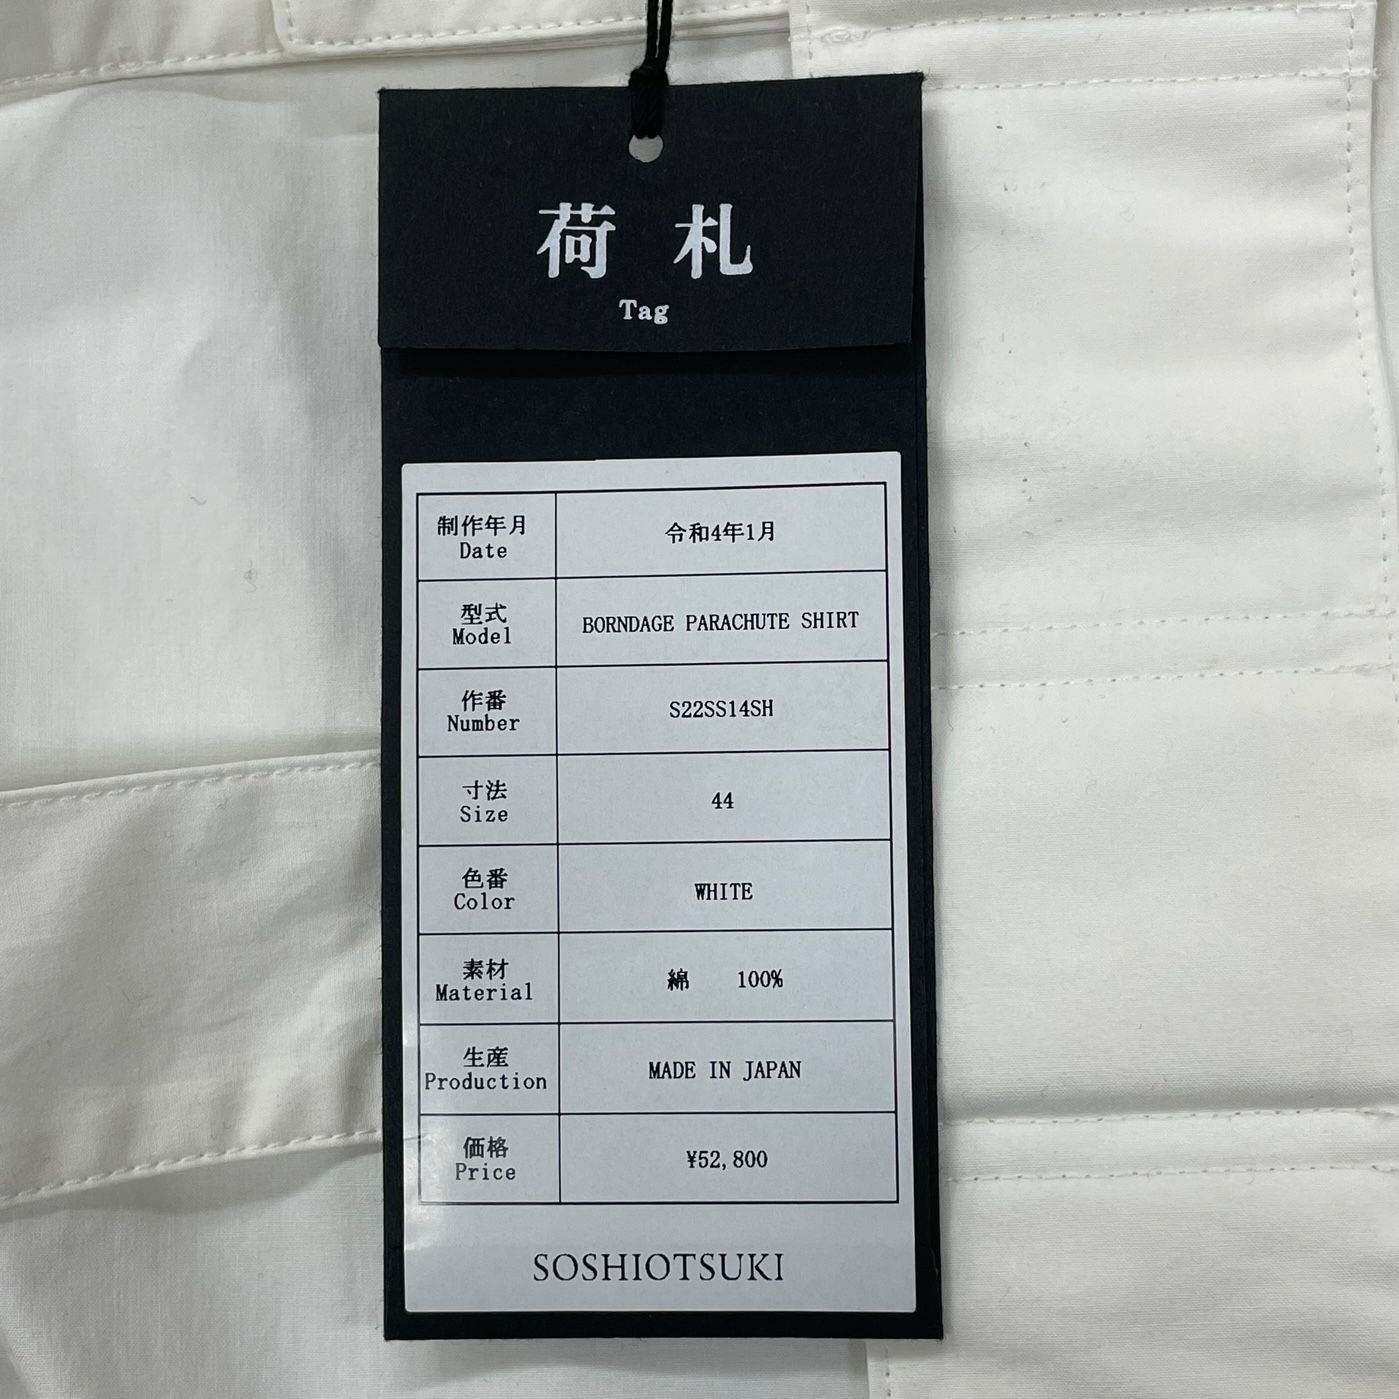 荷 札
Tag
制作年月
Date
令和4年1月
型式
Model
BORNDAGE PARACHUTE SHIRT
作番
Number
S22SS14SH
寸法
Size
44
色番
Color
WHITE
素材
Material
綿 100%
生産
Production
MADE IN JAPAN
価格
Price
¥52,800
SOSHIOTSUKI